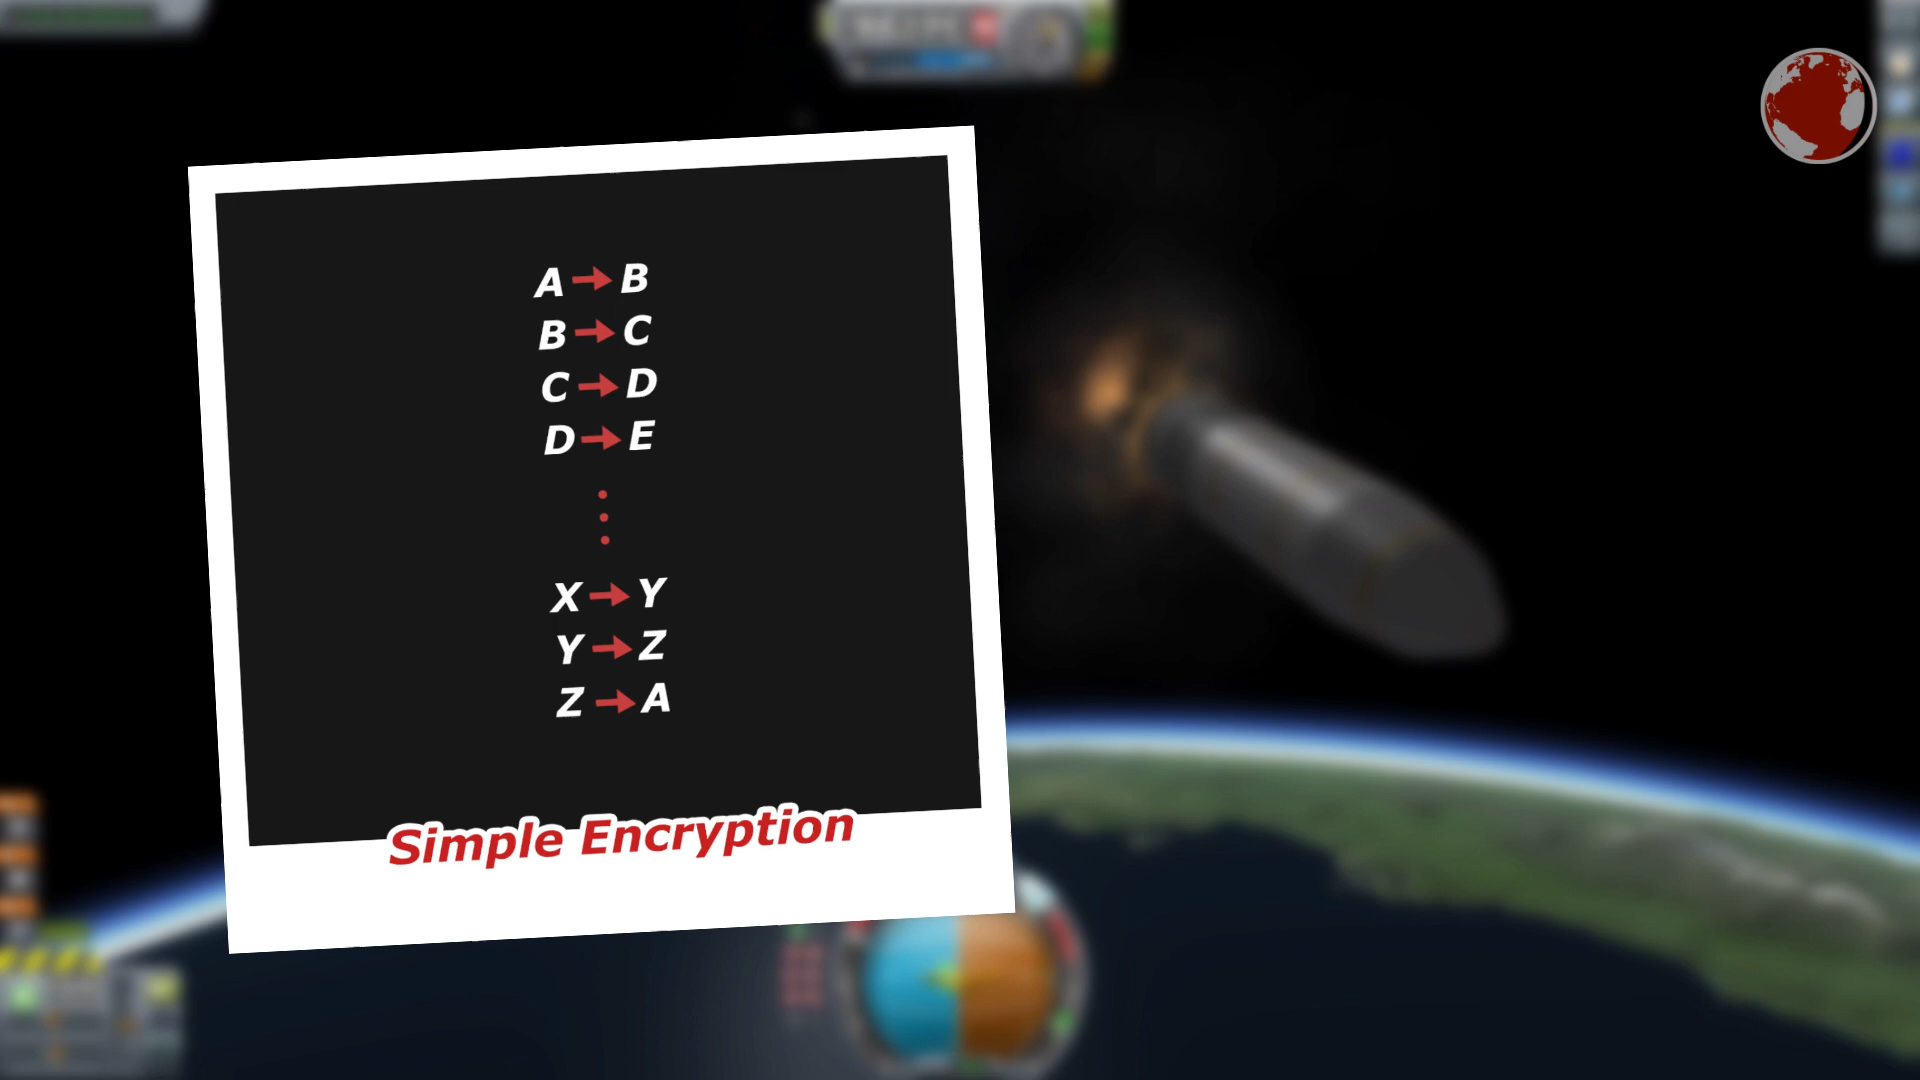 A → B
B → C
C → D
D → E
X → Y
Y → Z
Z → A
Simple Encryption